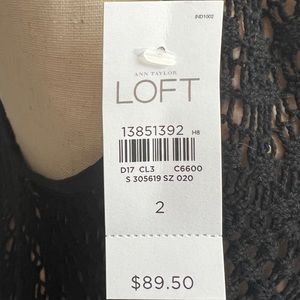 IND1002
ANN TAYLOR
LOFT
13851392 H8
D17 CL3 C6600
S 305619 SZ 020
2
$89.50